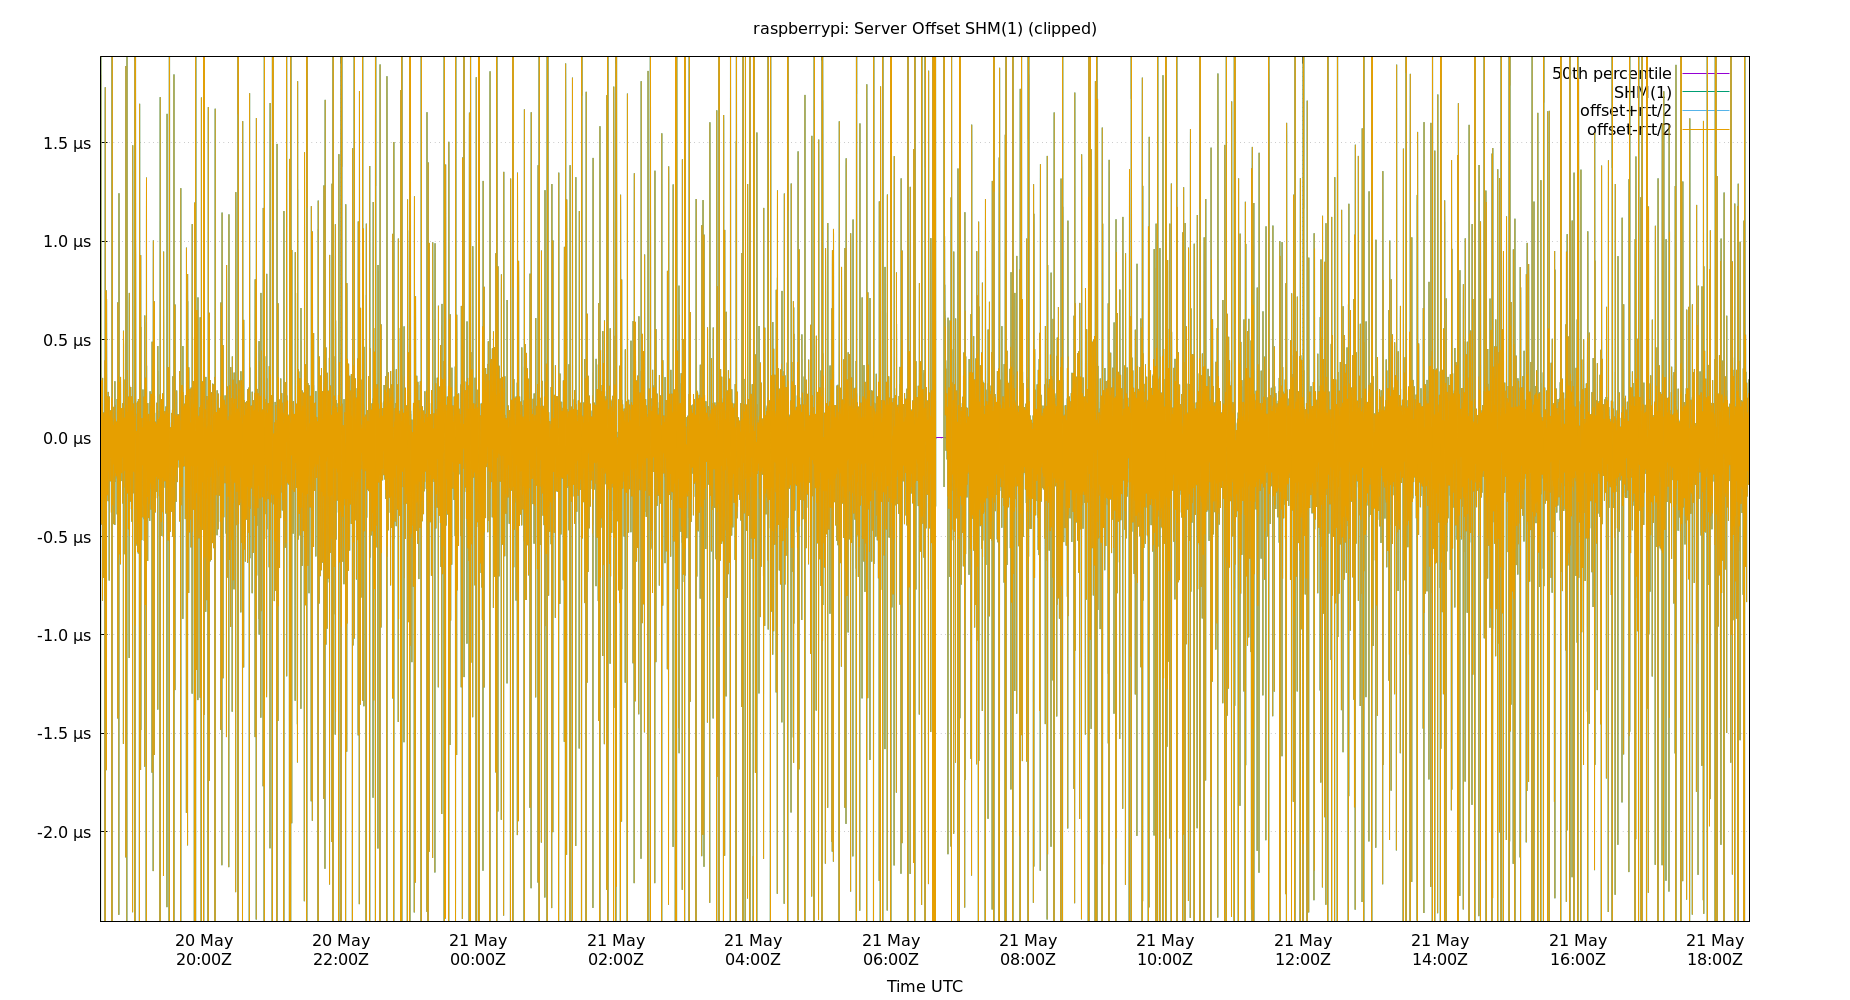 raspberrypi: Server Offset SHM(1) (clipped)
50th percentile
SHM(1)
offset+rtt/2
offset-rtt/2
1.5 µs
1.0 µs
0.5 µs
0.0 µs
-0.5 µs
-1.0 µs
-1.5 µs
-2.0 µs
20 May 20 May 21 May 21 May 21 May 21 May 21 May 21 May 21 May 21 May 21 May 21 May
20:00Z 22:00Z 00:00Z 02:00Z 04:00Z 06:00Z 08:00Z 10:00Z 12:00Z 14:00Z 16:00Z 18:00Z
Time UTC